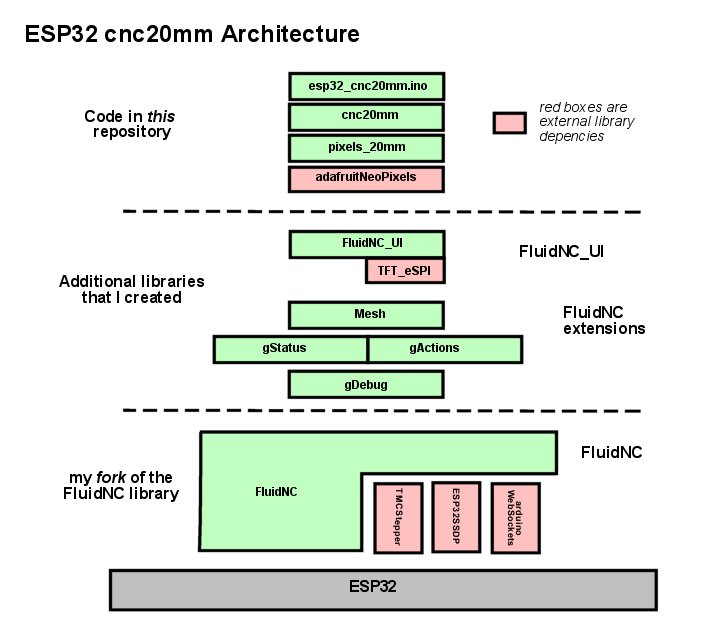 ESP32 cnc20mm Architecture
esp32_cnc20mm.ino
Code in this
repository
cnc20mm
pixels_20mm
adafruitNeoPixels
red boxes are
external library
depencies
FluidNC_UI
TFT_eSPI
FluidNC_UI
Additional libraries
that I created
Mesh
gStatus
gActions
gDebug
FluidNC
extensions
FluidNC
my fork of the
FluidNC library
FluidNC
TMCStepper
ESP32SSDP
arduino
WebSockets
ESP32